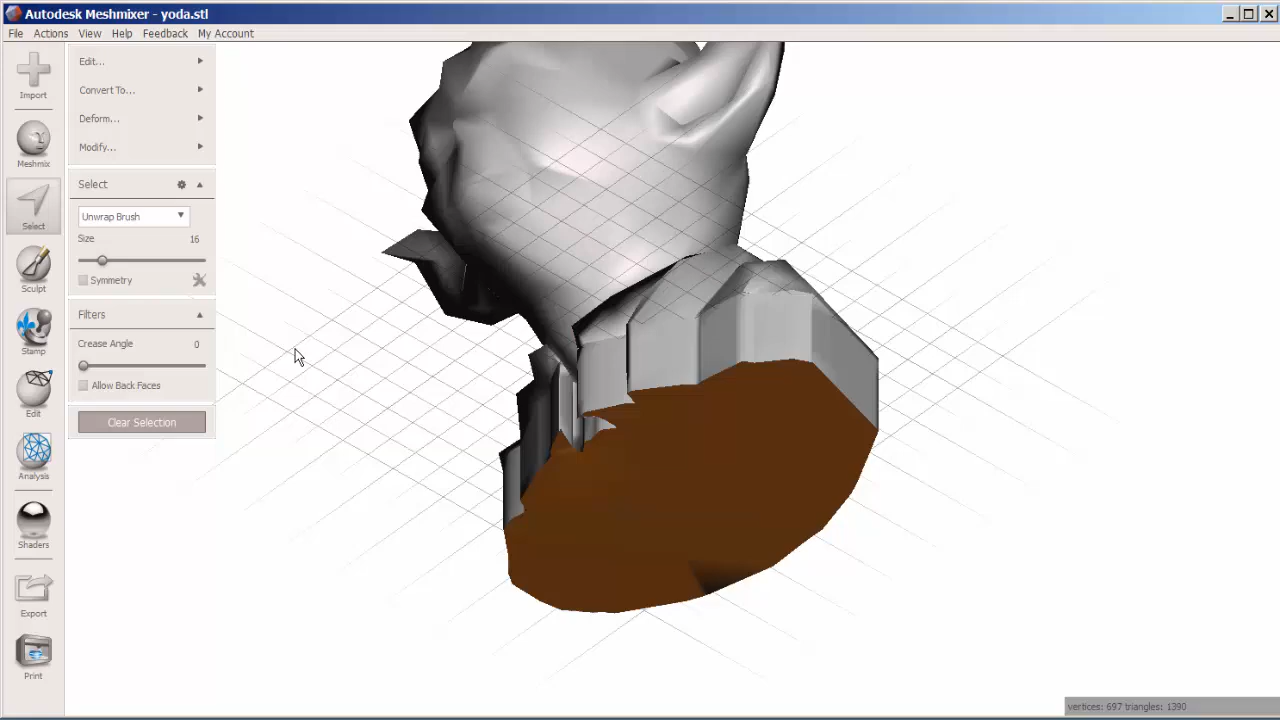 Autodesk Meshmixer - yoda.stl
File Actions View Help Feedback My Account
Import
Meshmix
Select
Sculpt
Stamp
Edit
Analysis
Shaders
Export
Print
Edit...
Convert To...
Deform...
Modify...
Select
Unwrap Brush
Size 16
Symmetry
Filters
Crease Angle 0
Allow Back Faces
Clear Selection
vertices: 697 triangles: 1390